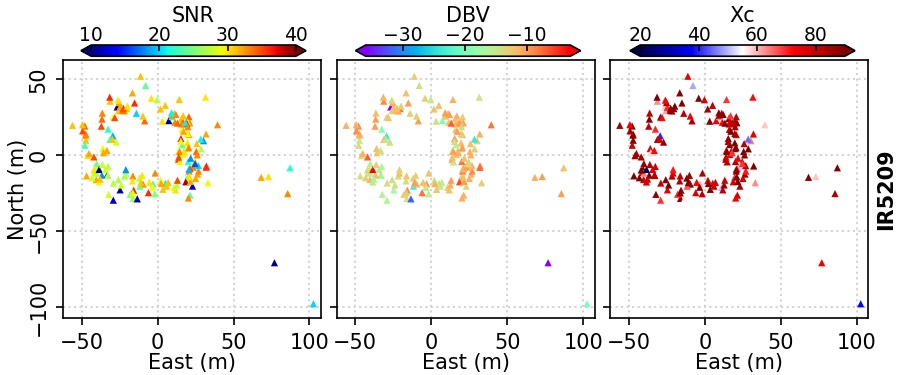 SNR DBV Xc
10 20 30 40 −30 −20 −10 20 40 60 80
50
0
−50
−100
North (m)
−50 0 50 100 −50 0 50 100 −50 0 50 100
East (m) East (m) East (m)
IR5209